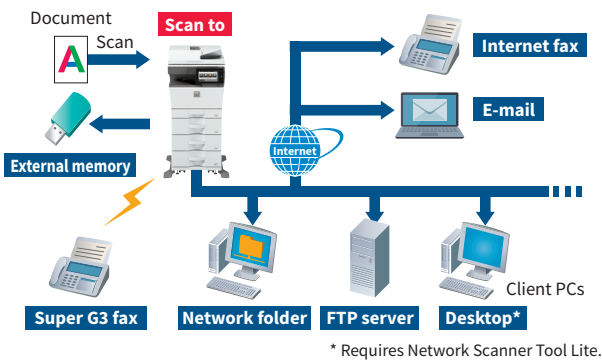 Document
Scan to
Scan
A
Internet fax
E-mail
Internet
External memory
Client PCs
Super G3 fax
Network folder
FTP server
Desktop*
* Requires Network Scanner Tool Lite.